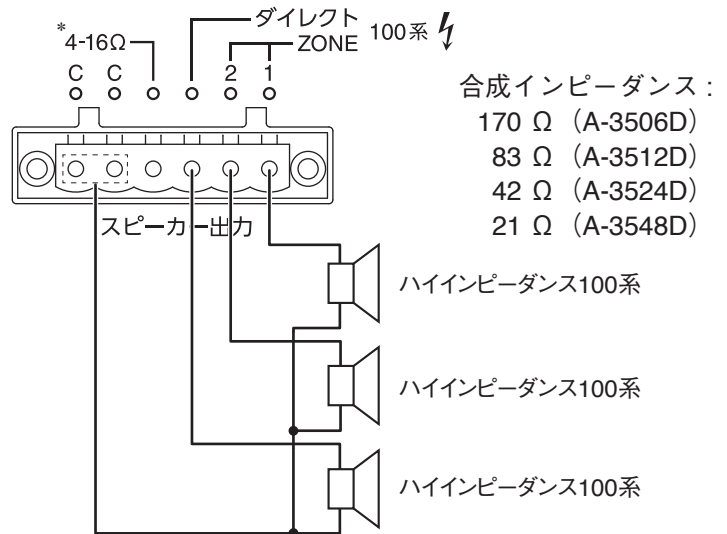 ダイレクト
ZONE
100系
*4-16Ω
C C 2 1
合成インピーダンス：
170 Ω （A-3506D）
83 Ω （A-3512D）
42 Ω （A-3524D）
21 Ω （A-3548D）
スピーカー出力
ハイインピーダンス100系
ハイインピーダンス100系
ハイインピーダンス100系